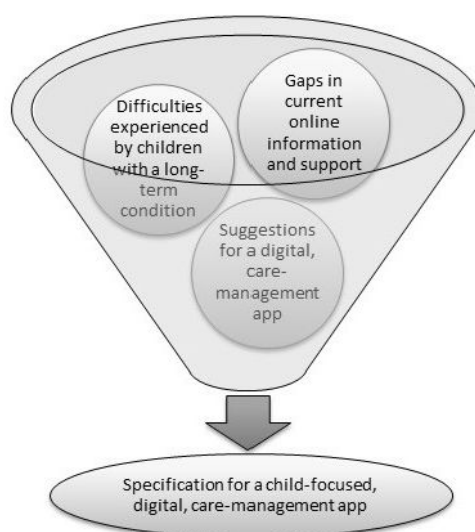 Difficulties
experienced
by children
with a long-
term
condition
Gaps in
current
online
information
and support
Suggestions
for a digital,
care-
management
app
Specification for a child-focused,
digital, care-management app